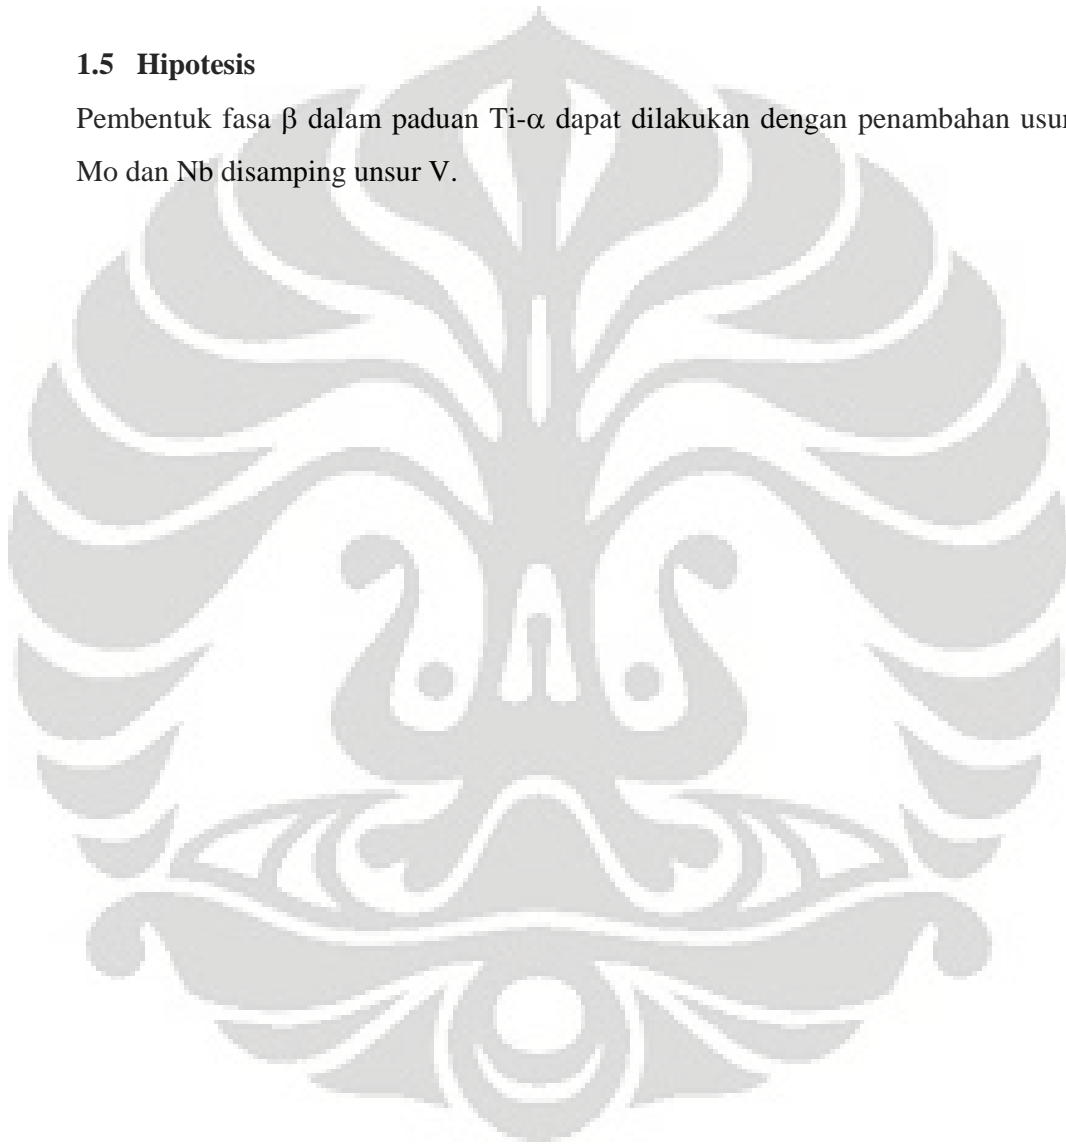 1.5 Hipotesis
Pembentuk fasa β dalam paduan Ti-α dapat dilakukan dengan penambahan usur
Mo dan Nb disamping unsur V.